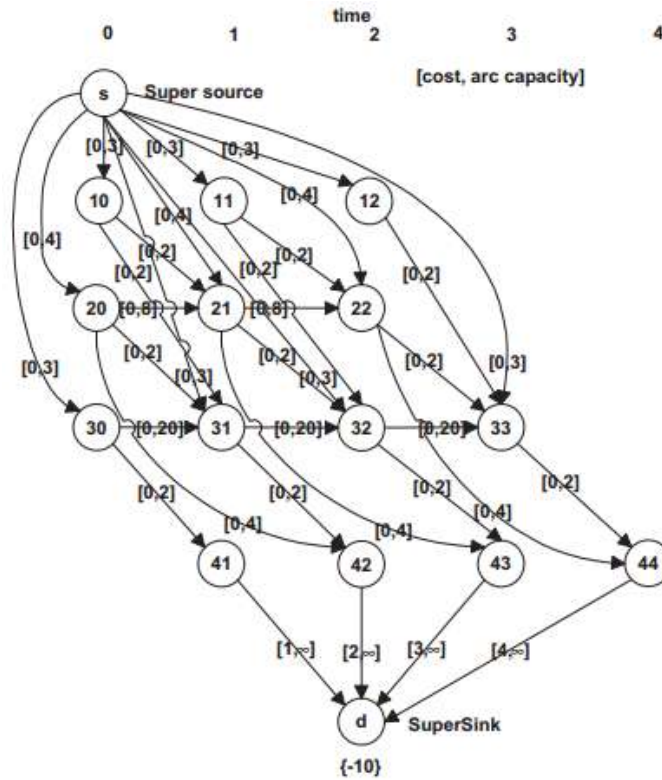 time
0 1 2 3 4
[cost, arc capacity]
s Super source
[0,3] [0,3] [0,3]
10 11 12
[0,4] [0,4] [0,4]
[0,2] [0,2] [0,2] [0,2] [0,2]
20 [0,8] 21 [0,8] 22
[0,2] [0,2] [0,2]
[0,3] [0,3] [0,3] [0,3]
30 [0,20] 31 [0,20] 32 [0,20] 33
[0,2] [0,2] [0,2] [0,2]
[0,4] [0,4] [0,4]
41 42 43 44
[1,∞] [2,∞] [3,∞] [4,∞]
d SuperSink
{-10}